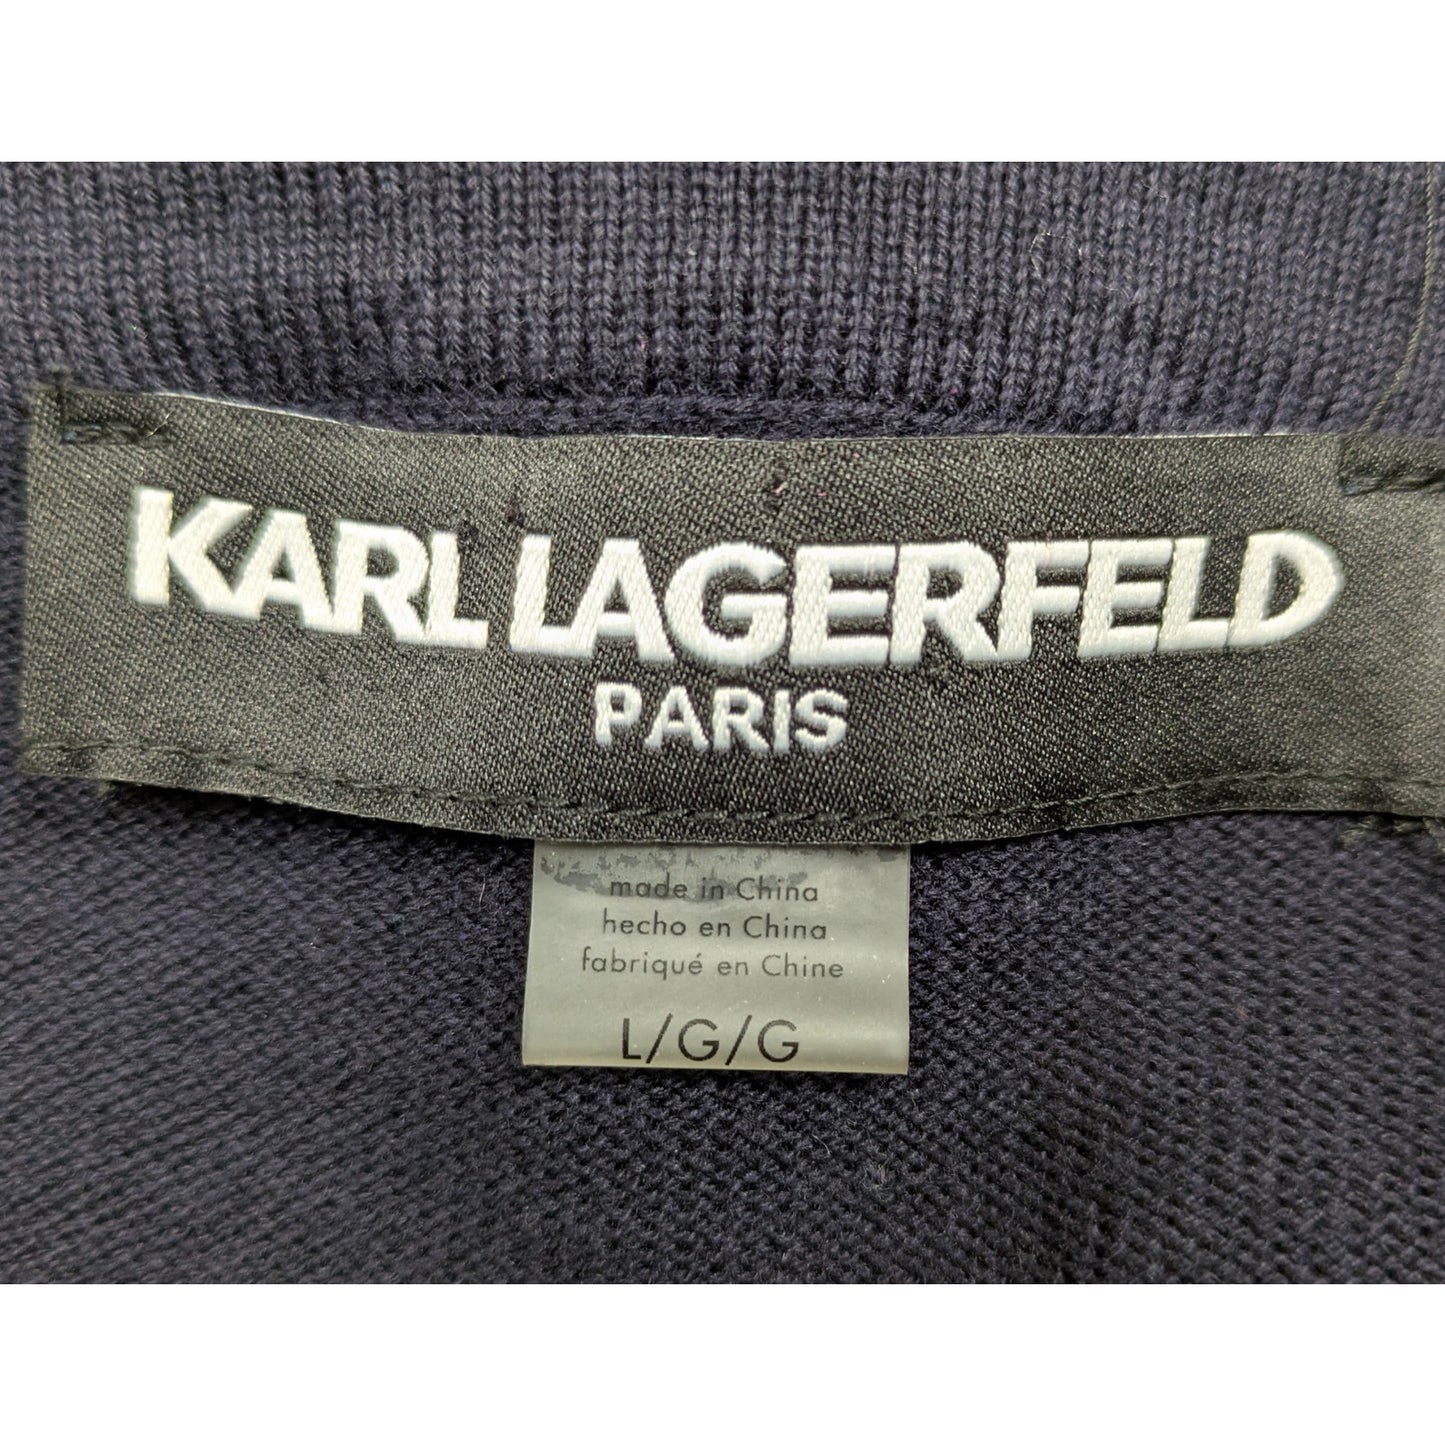 KARL LAGERFELD
PARIS
made in China
hecho en China
fabriqué en Chine
L/G/G